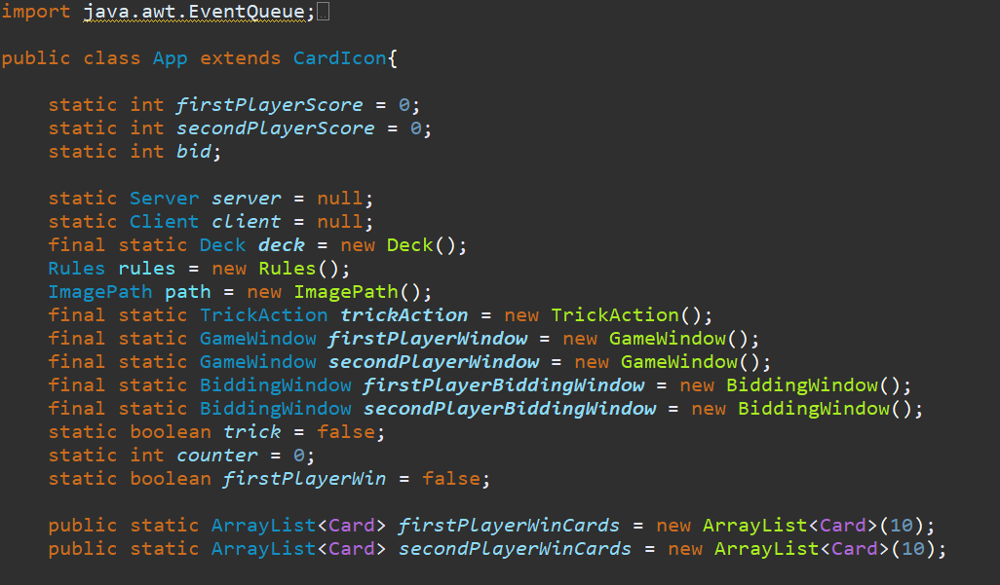 import java.awt.EventQueue;
public class App extends CardIcon{
static int firstPlayerScore = 0;
static int secondPlayerScore = 0;
static int bid;
static Server server = null;
static Client client = null;
final static Deck deck = new Deck();
Rules rules = new Rules();
ImagePath path = new ImagePath();
final static TrickAction trickAction = new TrickAction();
final static GameWindow firstPlayerWindow = new GameWindow();
final static GameWindow secondPlayerWindow = new GameWindow();
final static BiddingWindow firstPlayerBiddingWindow = new BiddingWindow();
final static BiddingWindow secondPlayerBiddingWindow = new BiddingWindow();
static boolean trick = false;
static int counter = 0;
static boolean firstPlayerWin = false;
public static ArrayList<Card> firstPlayerWinCards = new ArrayList<Card>(10);
public static ArrayList<Card> secondPlayerWinCards = new ArrayList<Card>(10);